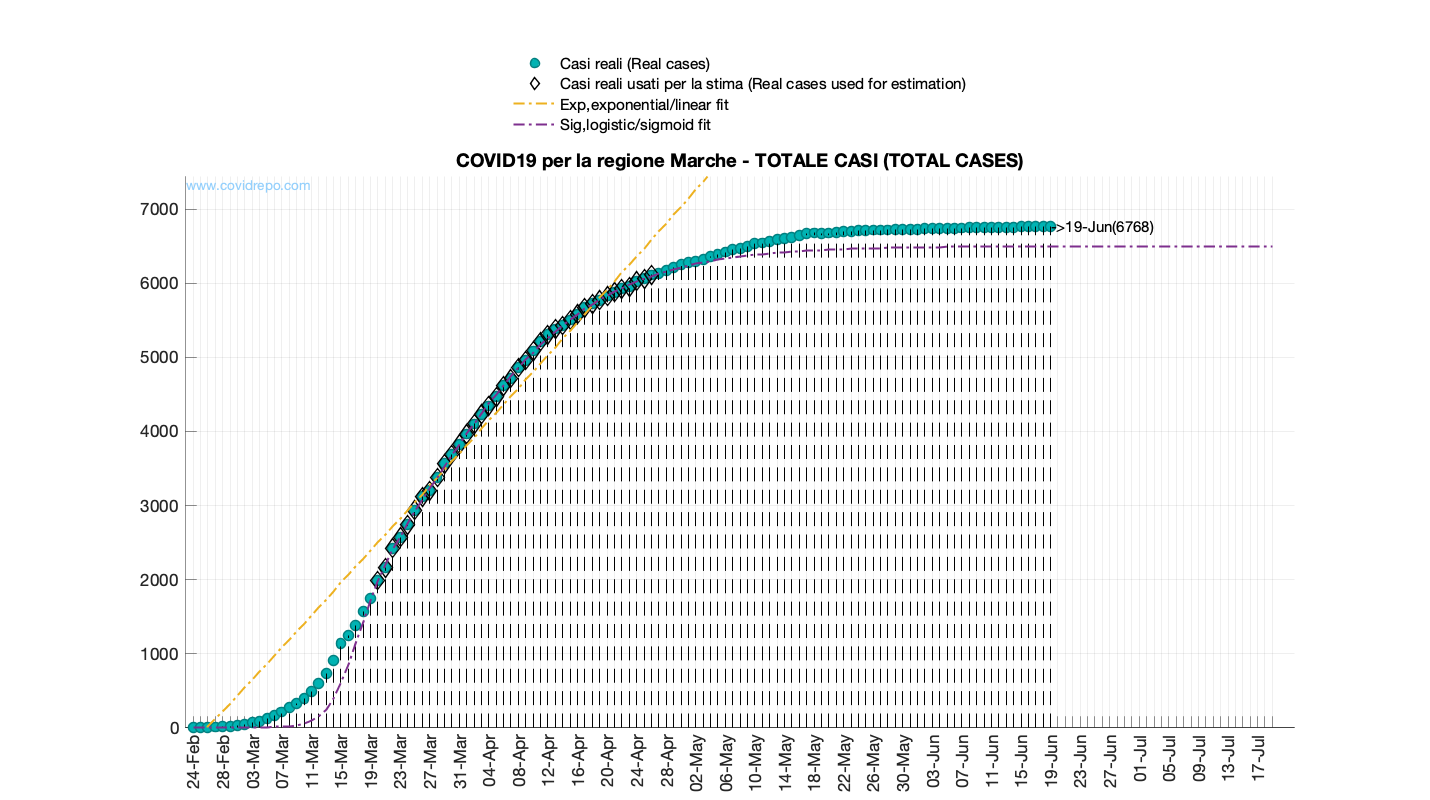 Casi reali (Real cases)
Casi reali usati per la stima (Real cases used for estimation)
Exp,exponential/linear fit
Sig,logistic/sigmoid fit
COVID19 per la regione Marche - TOTALE CASI (TOTAL CASES)
www.covidrepo.com
7000
6000
5000
4000
3000
2000
1000
0
>19-Jun(6768)
24-Feb
28-Feb
03-Mar
07-Mar
11-Mar
15-Mar
19-Mar
23-Mar
27-Mar
31-Mar
04-Apr
08-Apr
12-Apr
16-Apr
20-Apr
24-Apr
28-Apr
02-May
06-May
10-May
14-May
18-May
22-May
26-May
30-May
03-Jun
07-Jun
11-Jun
15-Jun
19-Jun
23-Jun
27-Jun
01-Jul
05-Jul
09-Jul
13-Jul
17-Jul